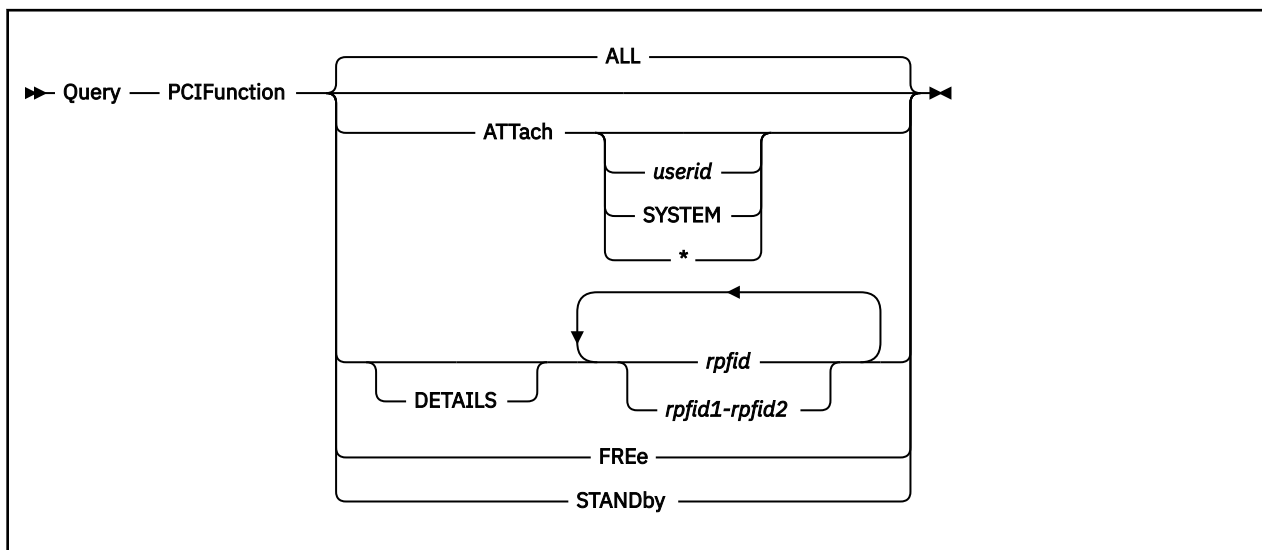 ALL
Query PCIFunction
ATTach
userid
SYSTEM
*
rpfid
DETAILS
rpfid1-rpfid2
FREe
STANDby